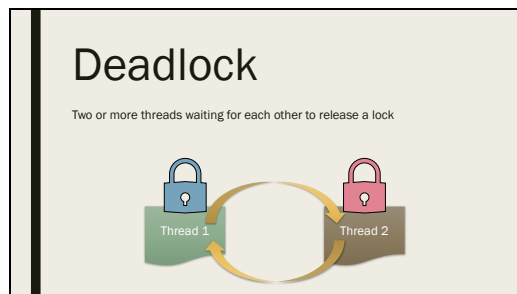 Deadlock
Two or more threads waiting for each other to release a lock
Thread 1
Thread 2